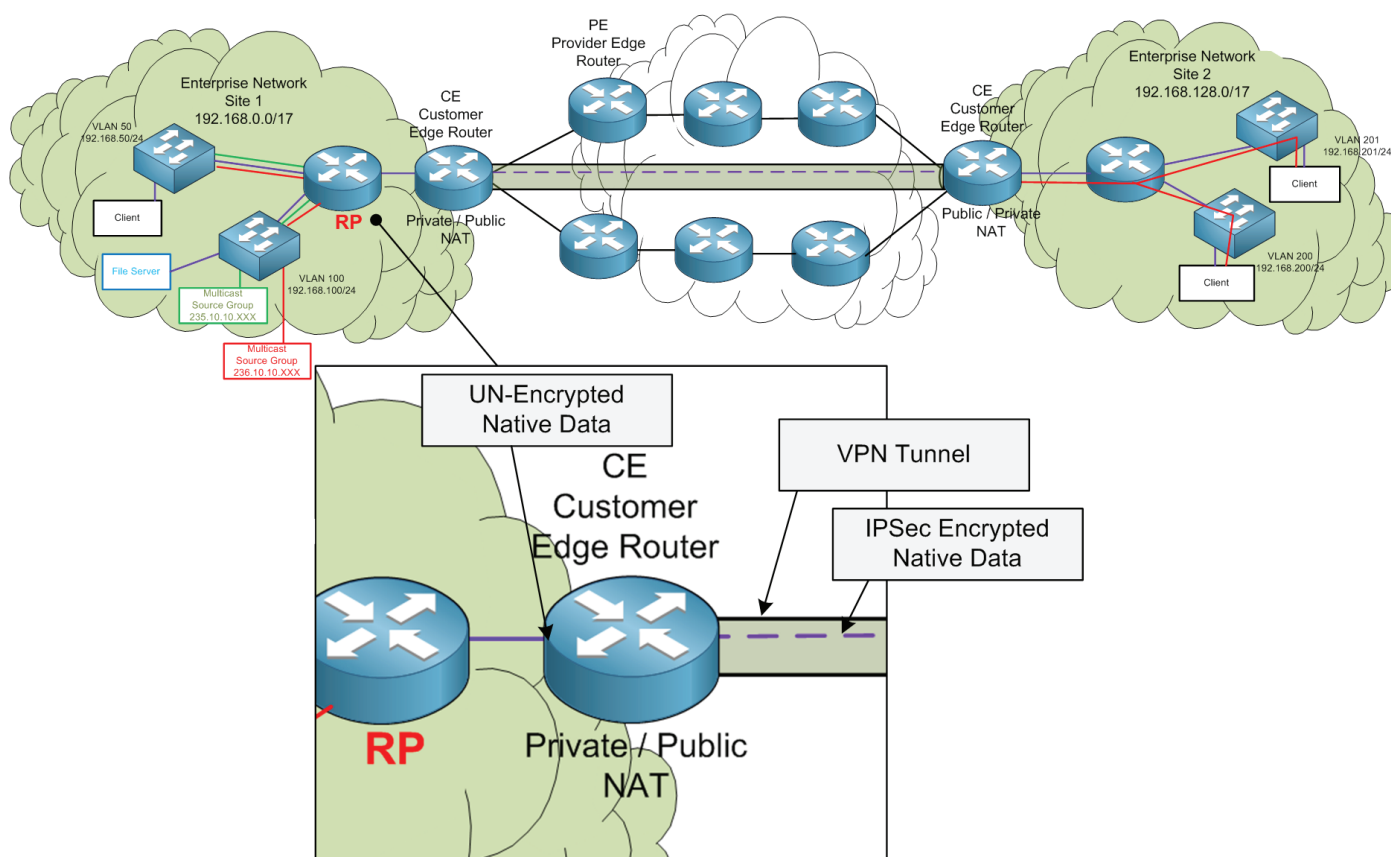 PE
Provider Edge
Router
Enterprise Network
Site 1
192.168.0.0/17
CE
Customer
Edge Router
VLAN 50
192.168.50/24
Client
RP
Private / Public
NAT
File Server
VLAN 100
192.168.100/24
Multicast
Source Group
235.10.10.XXX
Multicast
Source Group
236.10.10.XXX
CE
Customer
Edge Router
Public / Private
NAT
Enterprise Network
Site 2
192.168.128.0/17
VLAN 201
192.168.201/24
Client
VLAN 200
192.168.200/24
Client
UN-Encrypted
Native Data
VPN Tunnel
IPSec Encrypted
Native Data
CE
Customer
Edge Router
RP
Private / Public
NAT